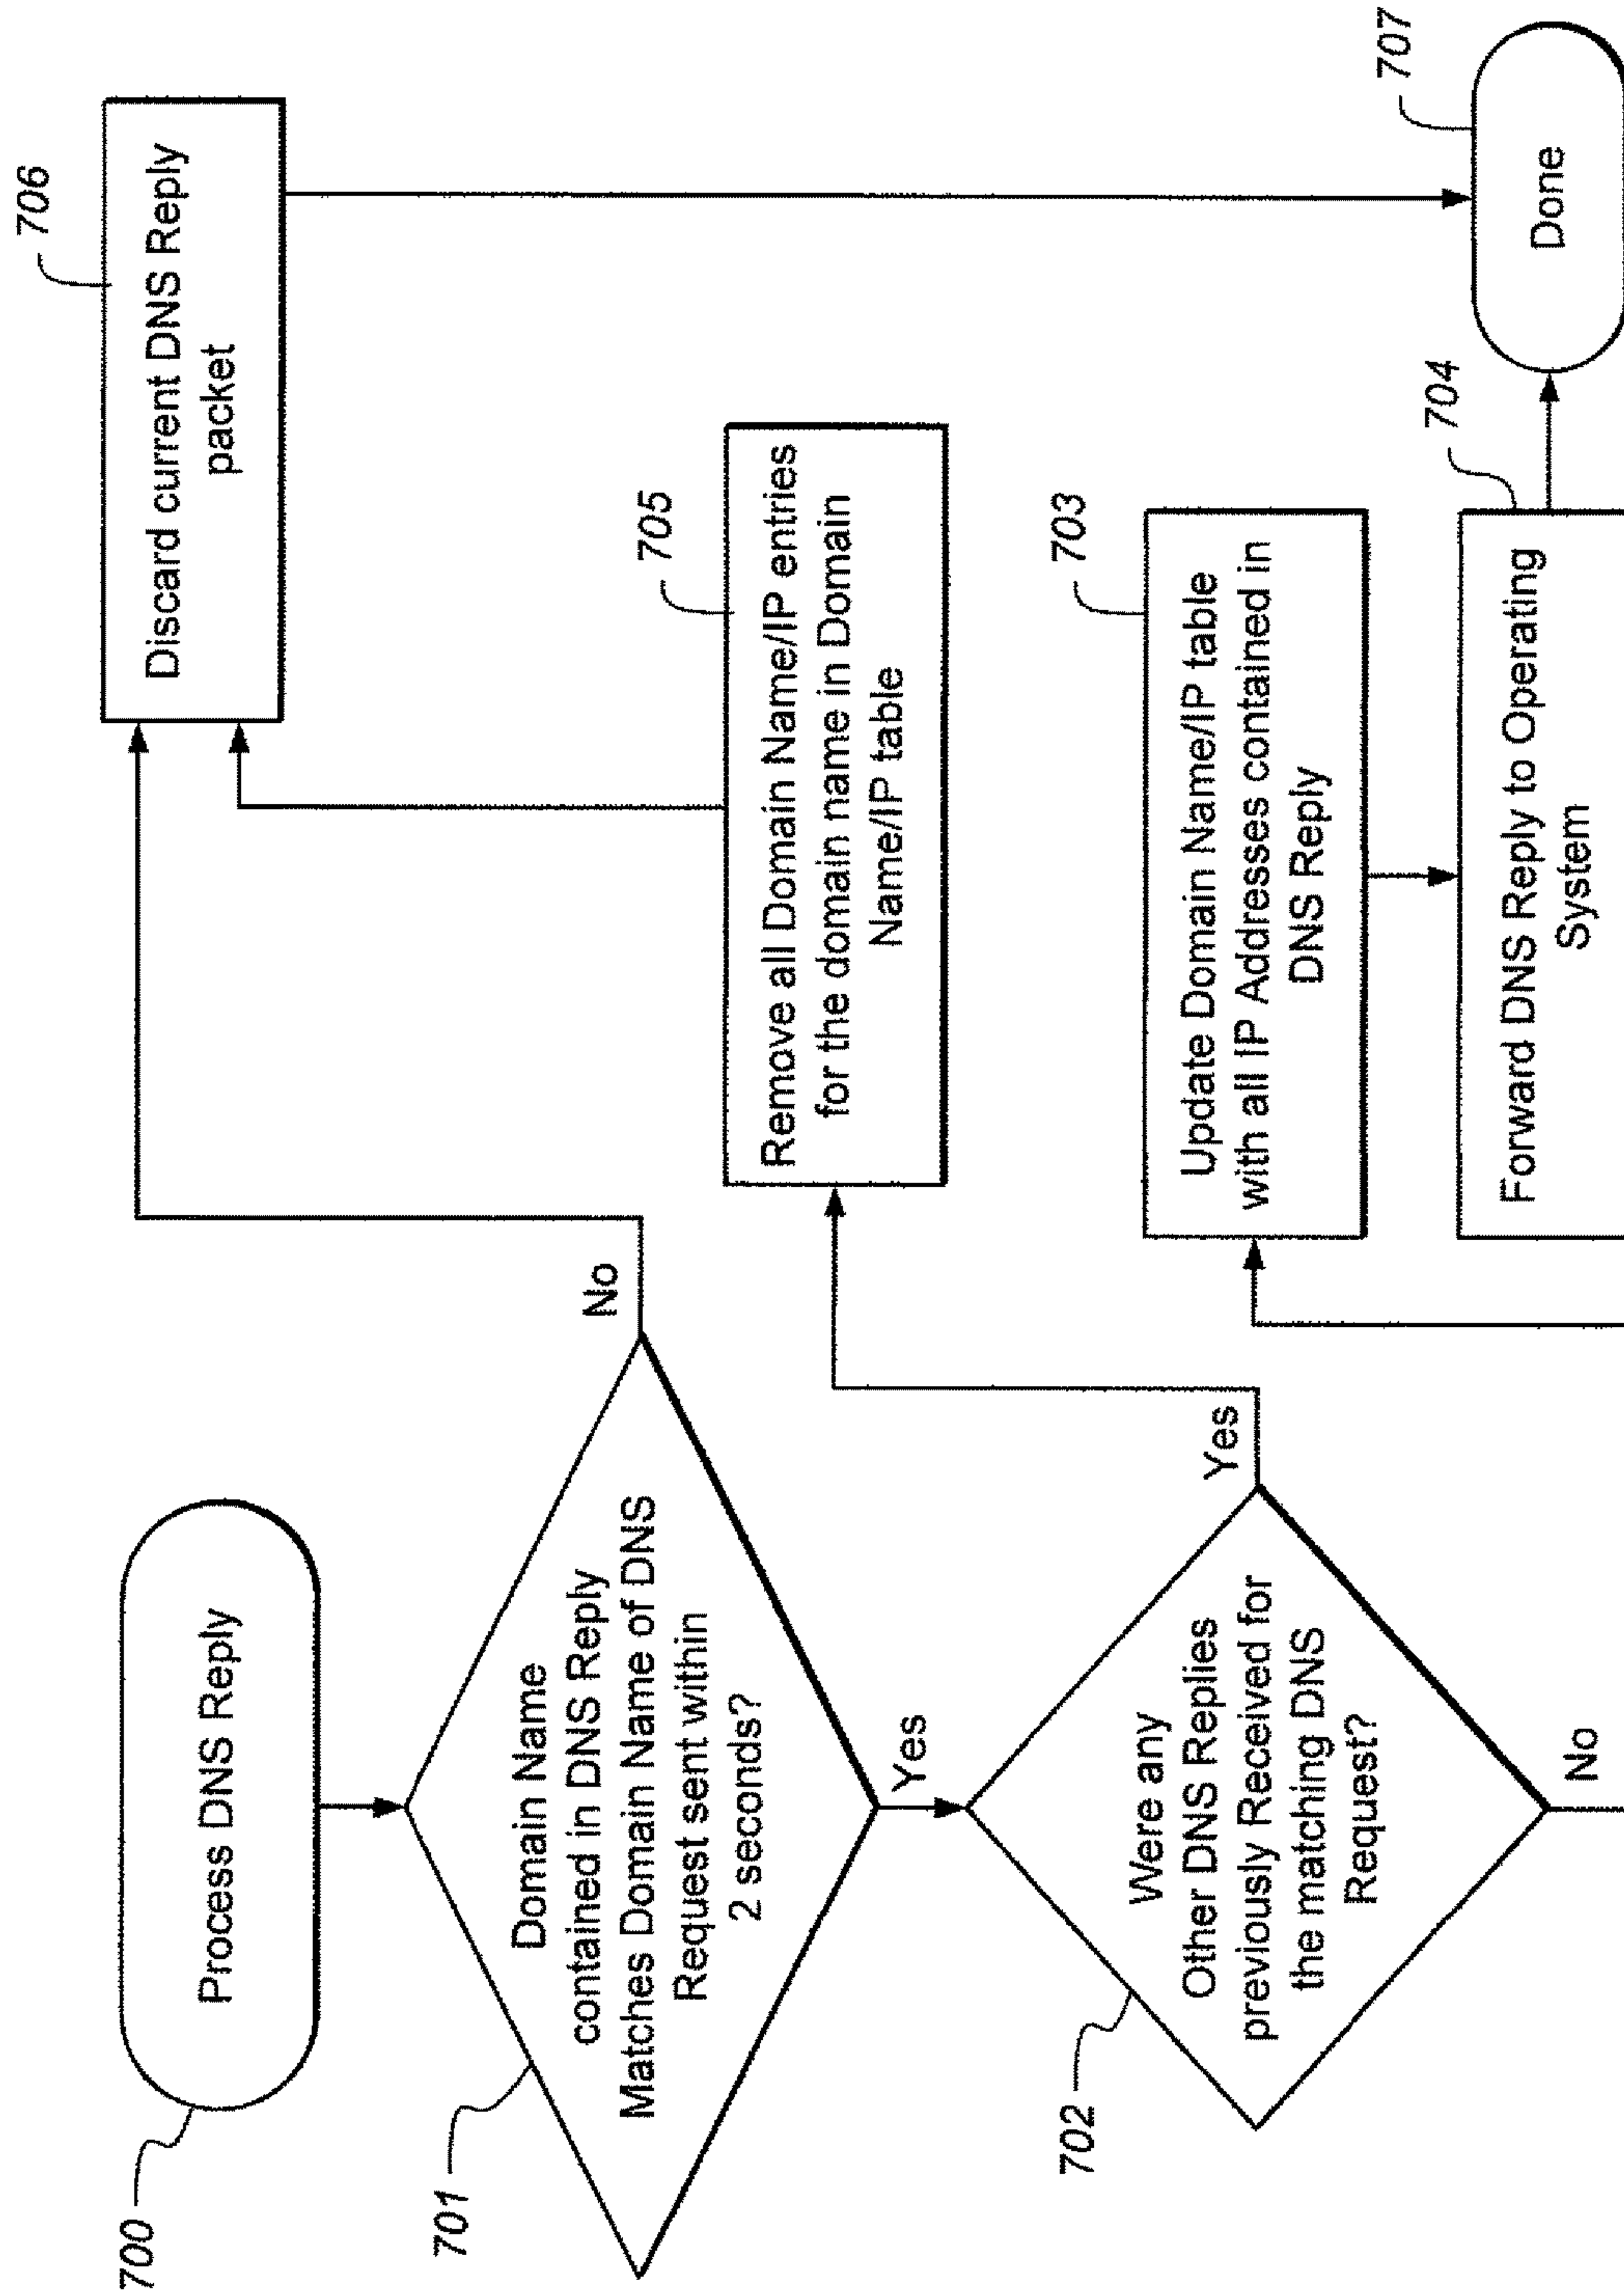 700
Process DNS Reply
701
Domain Name
contained in DNS Reply
Matches Domain Name of DNS
Request sent within
2 seconds?
No
Yes
702
Were any
Other DNS Replies
previously Received for
the matching DNS
Request?
Yes
No
706
Discard current DNS Reply
packet
705
Remove all Domain Name/IP entries
for the domain name in Domain
Name/IP table
703
Update Domain Name/IP table
with all IP Addresses contained in
DNS Reply
704
Forward DNS Reply to Operating
System
707
Done